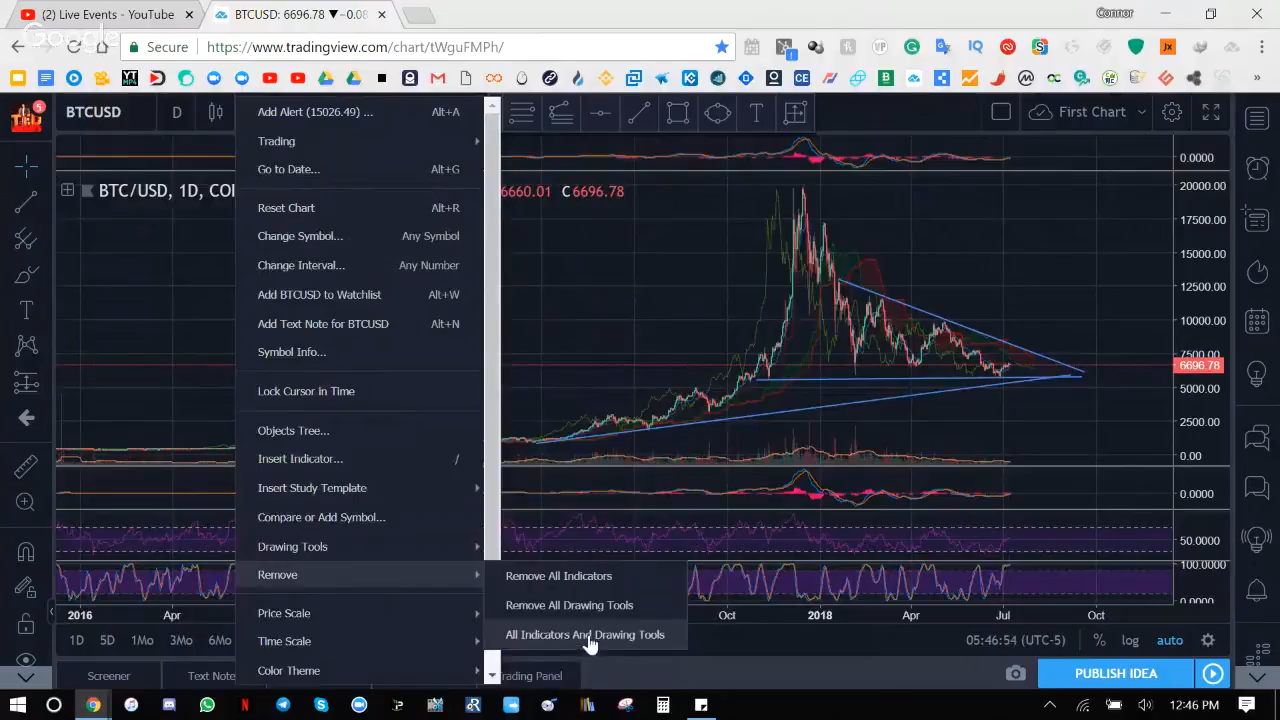 (2) Live Events - YouTube
BTCUSD: 6696.78 ▼ -0.08
Connor
Google
Secure
https://www.tradingview.com/chart/tWguFMPh/
BTCUSD
D
Add Alert (15026.49) ...
Alt+A
First Chart
Trading
Go to Date...
Alt+G
BTC/USD, 1D, COI
6660.01 C6696.78
Reset Chart
Alt+R
Change Symbol...
Any Symbol
Change Interval...
Any Number
Add BTCUSD to Watchlist
Alt+W
Add Text Note for BTCUSD
Alt+N
Symbol Info...
Lock Cursor in Time
Objects Tree...
Insert Indicator...
/
Insert Study Template
Compare or Add Symbol...
Drawing Tools
Remove
Price Scale
Time Scale
Color Theme
Remove All Indicators
Remove All Drawing Tools
All Indicators And Drawing Tools
0.0000
20000.00
17500.00
15000.00
12500.00
10000.00
7500.00
6696.78
5000.00
2500.00
0.00
0.0000
50.0000
0.0000
2016
Apr
Oct
2018
Apr
Jul
Oct
1D
5D
1Mo
3Mo
05:46:54 (UTC-5)
%
log
auto
Screener
Text Note
rading Panel
PUBLISH IDEA
12:46 PM